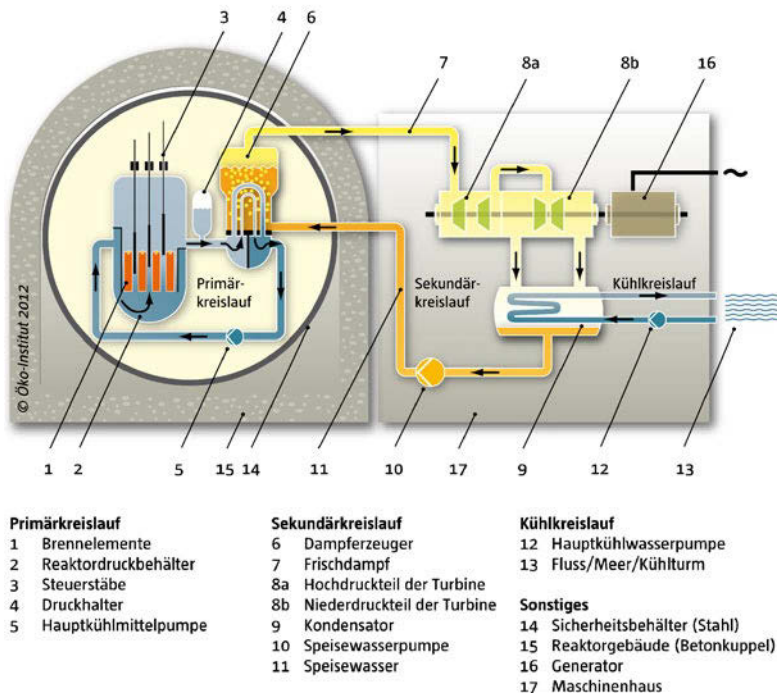 3 4 6 7 8a 8b 16
Primär-
kreislauf
Sekundär-
kreislauf
Kühlkreislauf
© Öko-Institut 2012
1 2 5 15 14 11 10 17 9 12 13
Primärkreislauf
1 Brennelemente
2 Reaktordruckbehälter
3 Steuerstäbe
4 Druckhalter
5 Hauptkühlmittelpumpe
Sekundärkreislauf
6 Dampferzeuger
7 Frischdampf
8a Hochdruckteil der Turbine
8b Niederdruckteil der Turbine
9 Kondensator
10 Speisewasserpumpe
11 Speisewasser
Kühlkreislauf
12 Hauptkühlwasserpumpe
13 Fluss/Meer/Kühlturm
Sonstiges
14 Sicherheitsbehälter (Stahl)
15 Reaktorgebäude (Betonkuppel)
16 Generator
17 Maschinenhaus